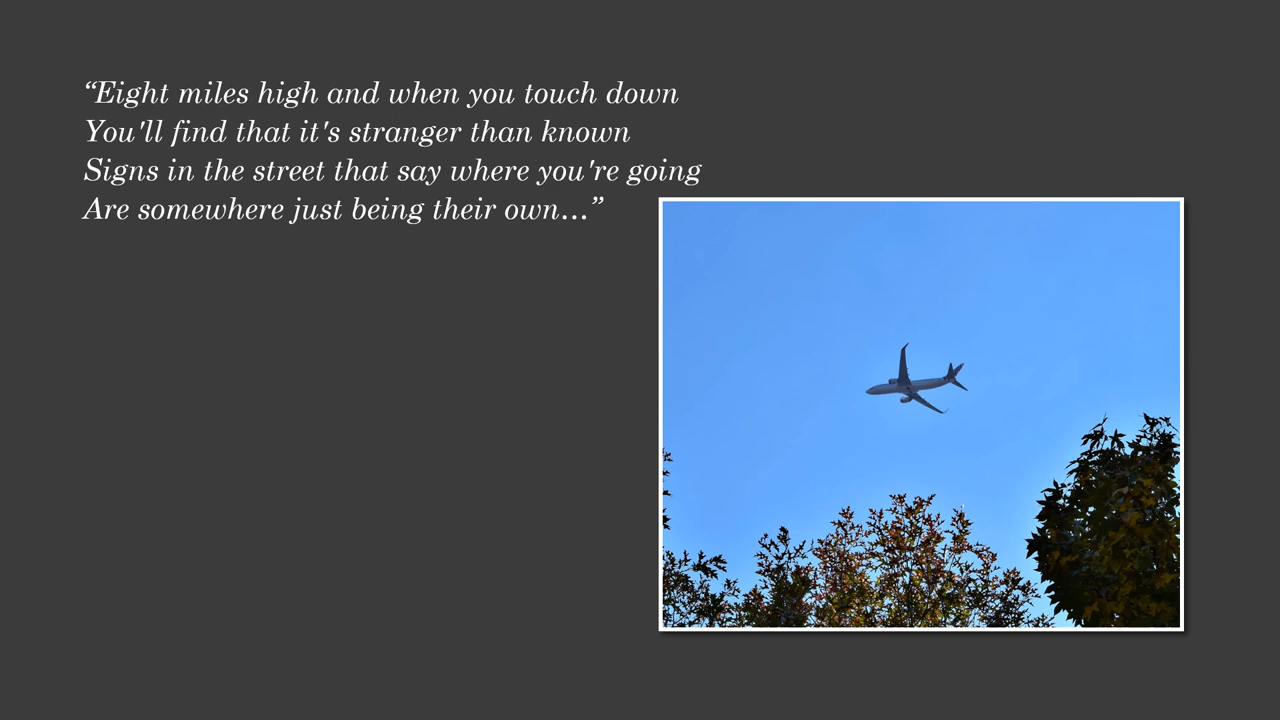 “Eight miles high and when you touch down
You'll find that it's stranger than known
Signs in the street that say where you're going
Are somewhere just being their own…”